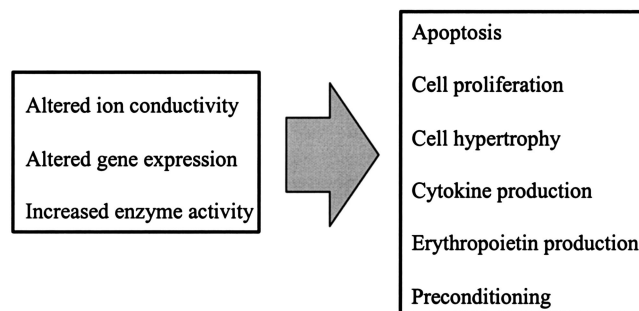 Altered ion conductivity
Altered gene expression
Increased enzyme activity
Apoptosis
Cell proliferation
Cell hypertrophy
Cytokine production
Erythropoietin production
Preconditioning